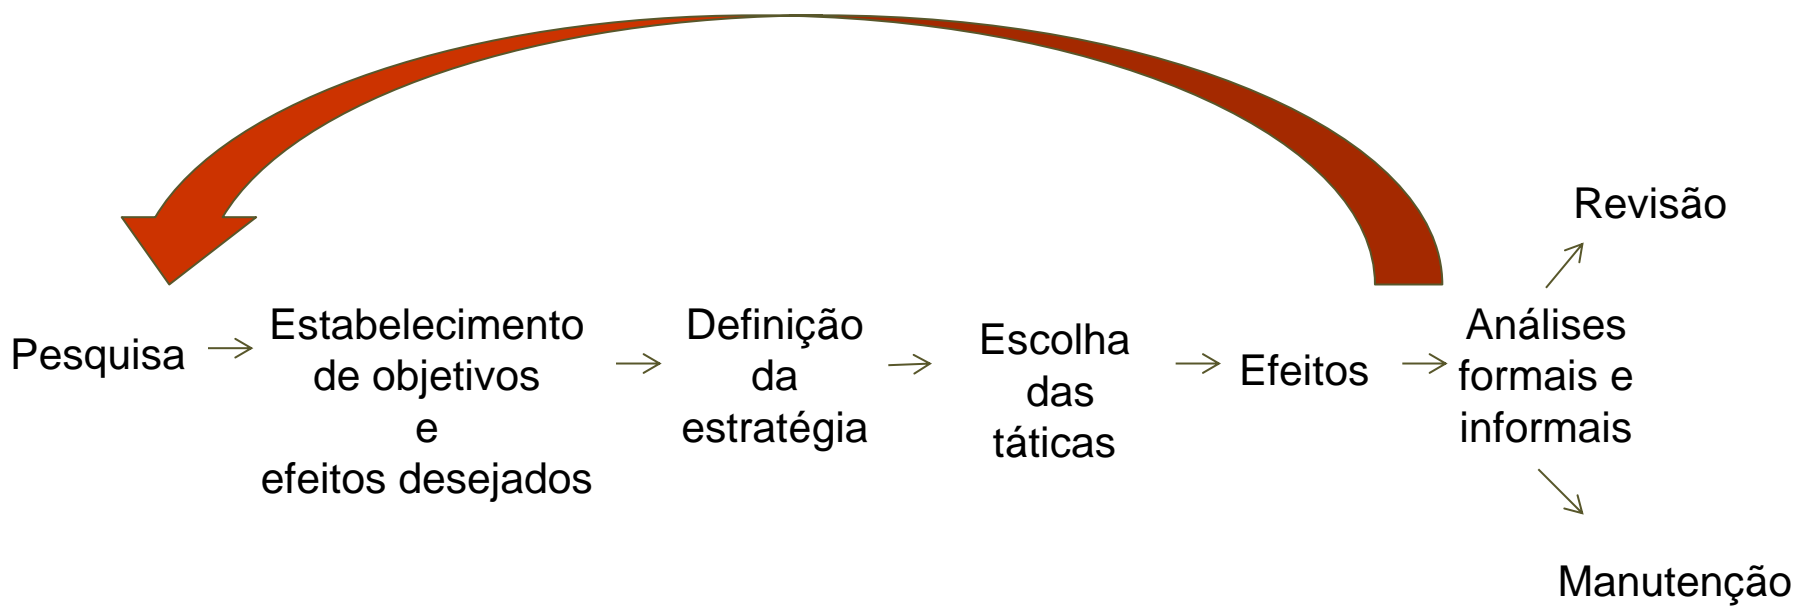 Pesquisa
Estabelecimento
de objetivos
e
efeitos desejados
Definição
da
estratégia
Escolha
das
táticas
Efeitos
Análises
formais e
informais
Revisão
Manutenção